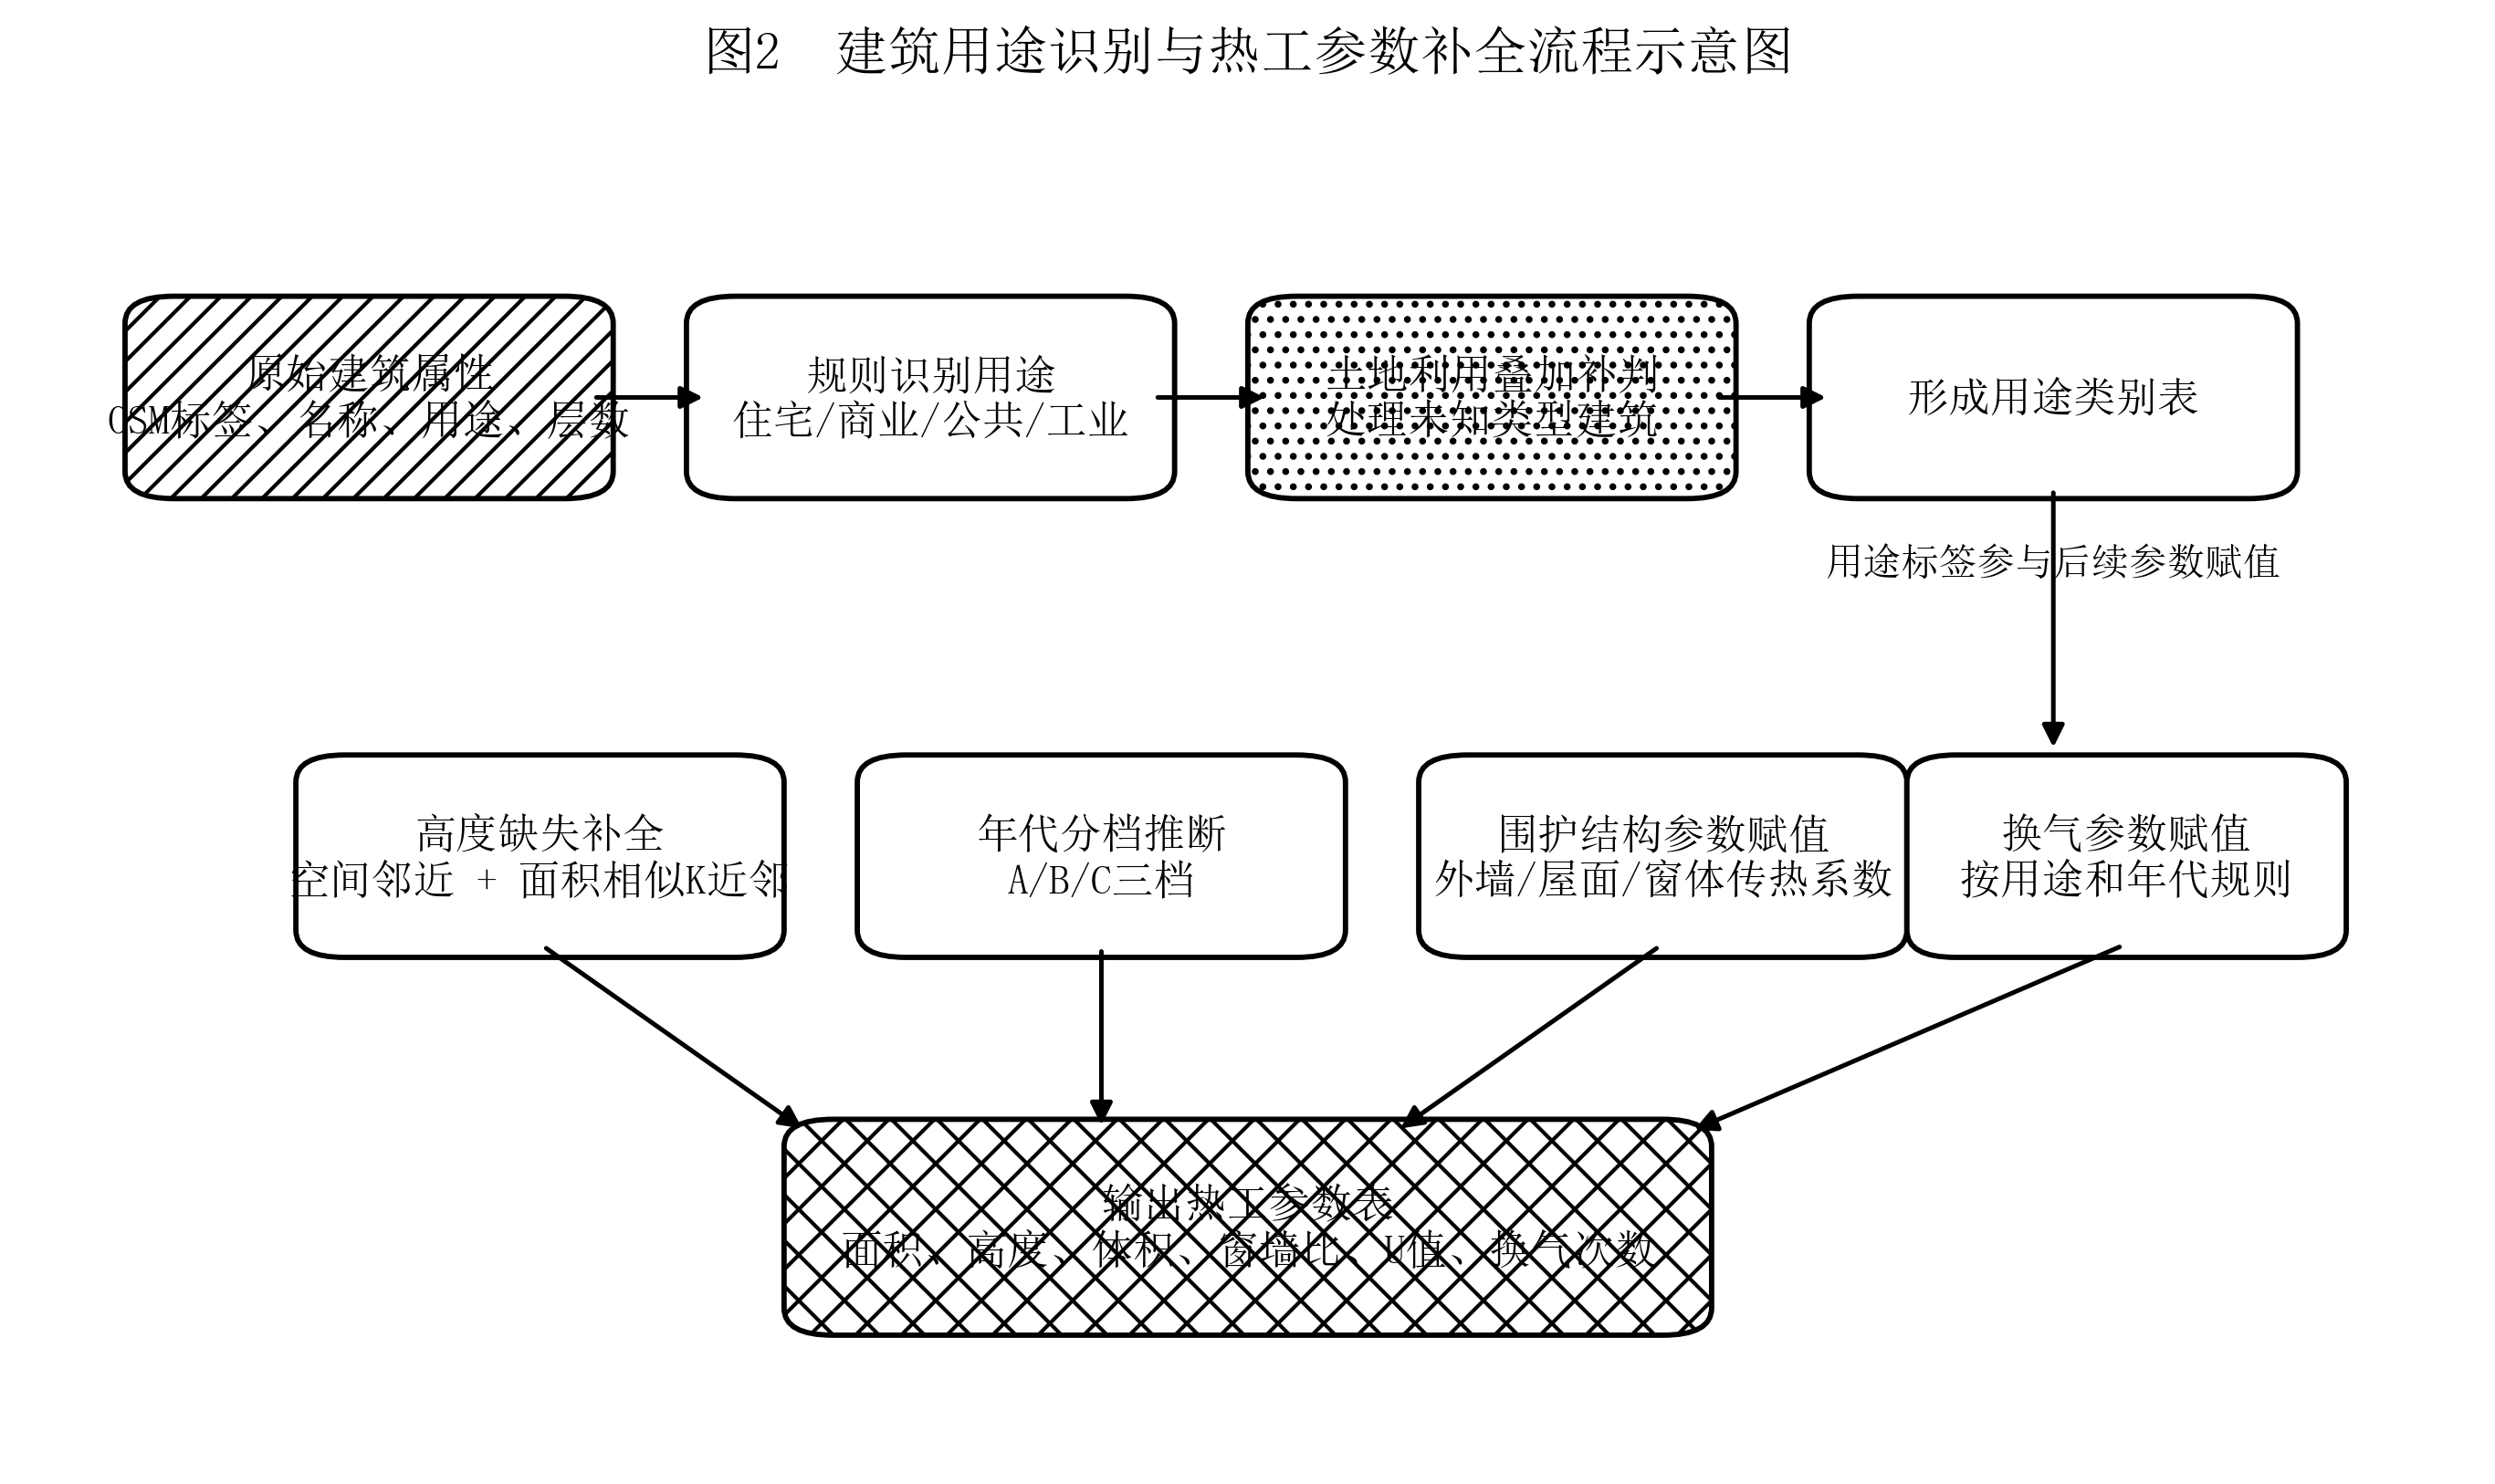 图2　建筑用途识别与热工参数补全流程示意图
原始建筑属性
OSM标签、名称、用途、层数
规则识别用途
住宅/商业/公共/工业
土地利用叠加补判
处理未知类型建筑
形成用途类别表
用途标签参与后续参数赋值
高度缺失补全
空间邻近 + 面积相似K近邻
年代分档推断
A/B/C三档
围护结构参数赋值
外墙/屋面/窗体传热系数
换气参数赋值
按用途和年代规则
输出热工参数表
面积、高度、体积、窗墙比、U值、换气次数